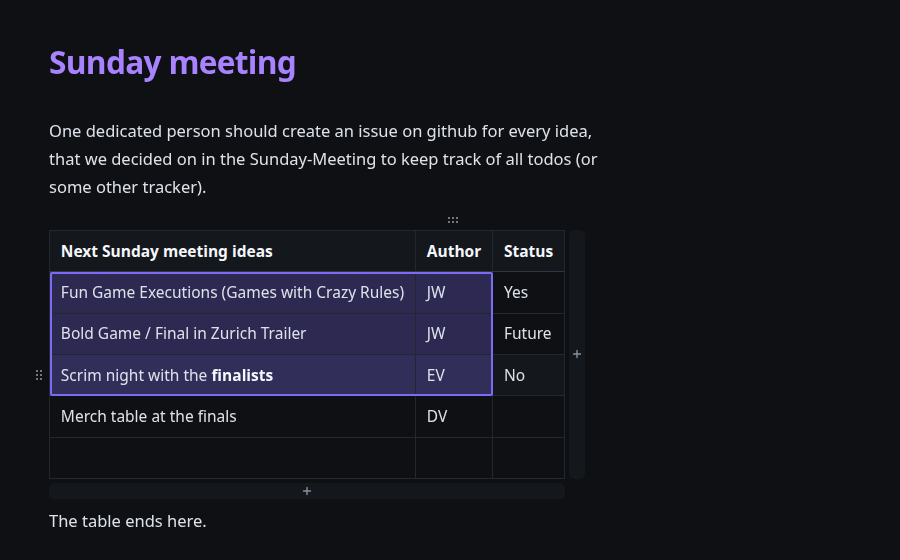 Sunday meeting
One dedicated person should create an issue on github for every idea,
that we decided on in the Sunday-Meeting to keep track of all todos (or
some other tracker).
Next Sunday meeting ideas Author Status
Fun Game Executions (Games with Crazy Rules) JW Yes
Bold Game / Final in Zurich Trailer JW Future
Scrim night with the finalists EV No
Merch table at the finals DV
The table ends here.